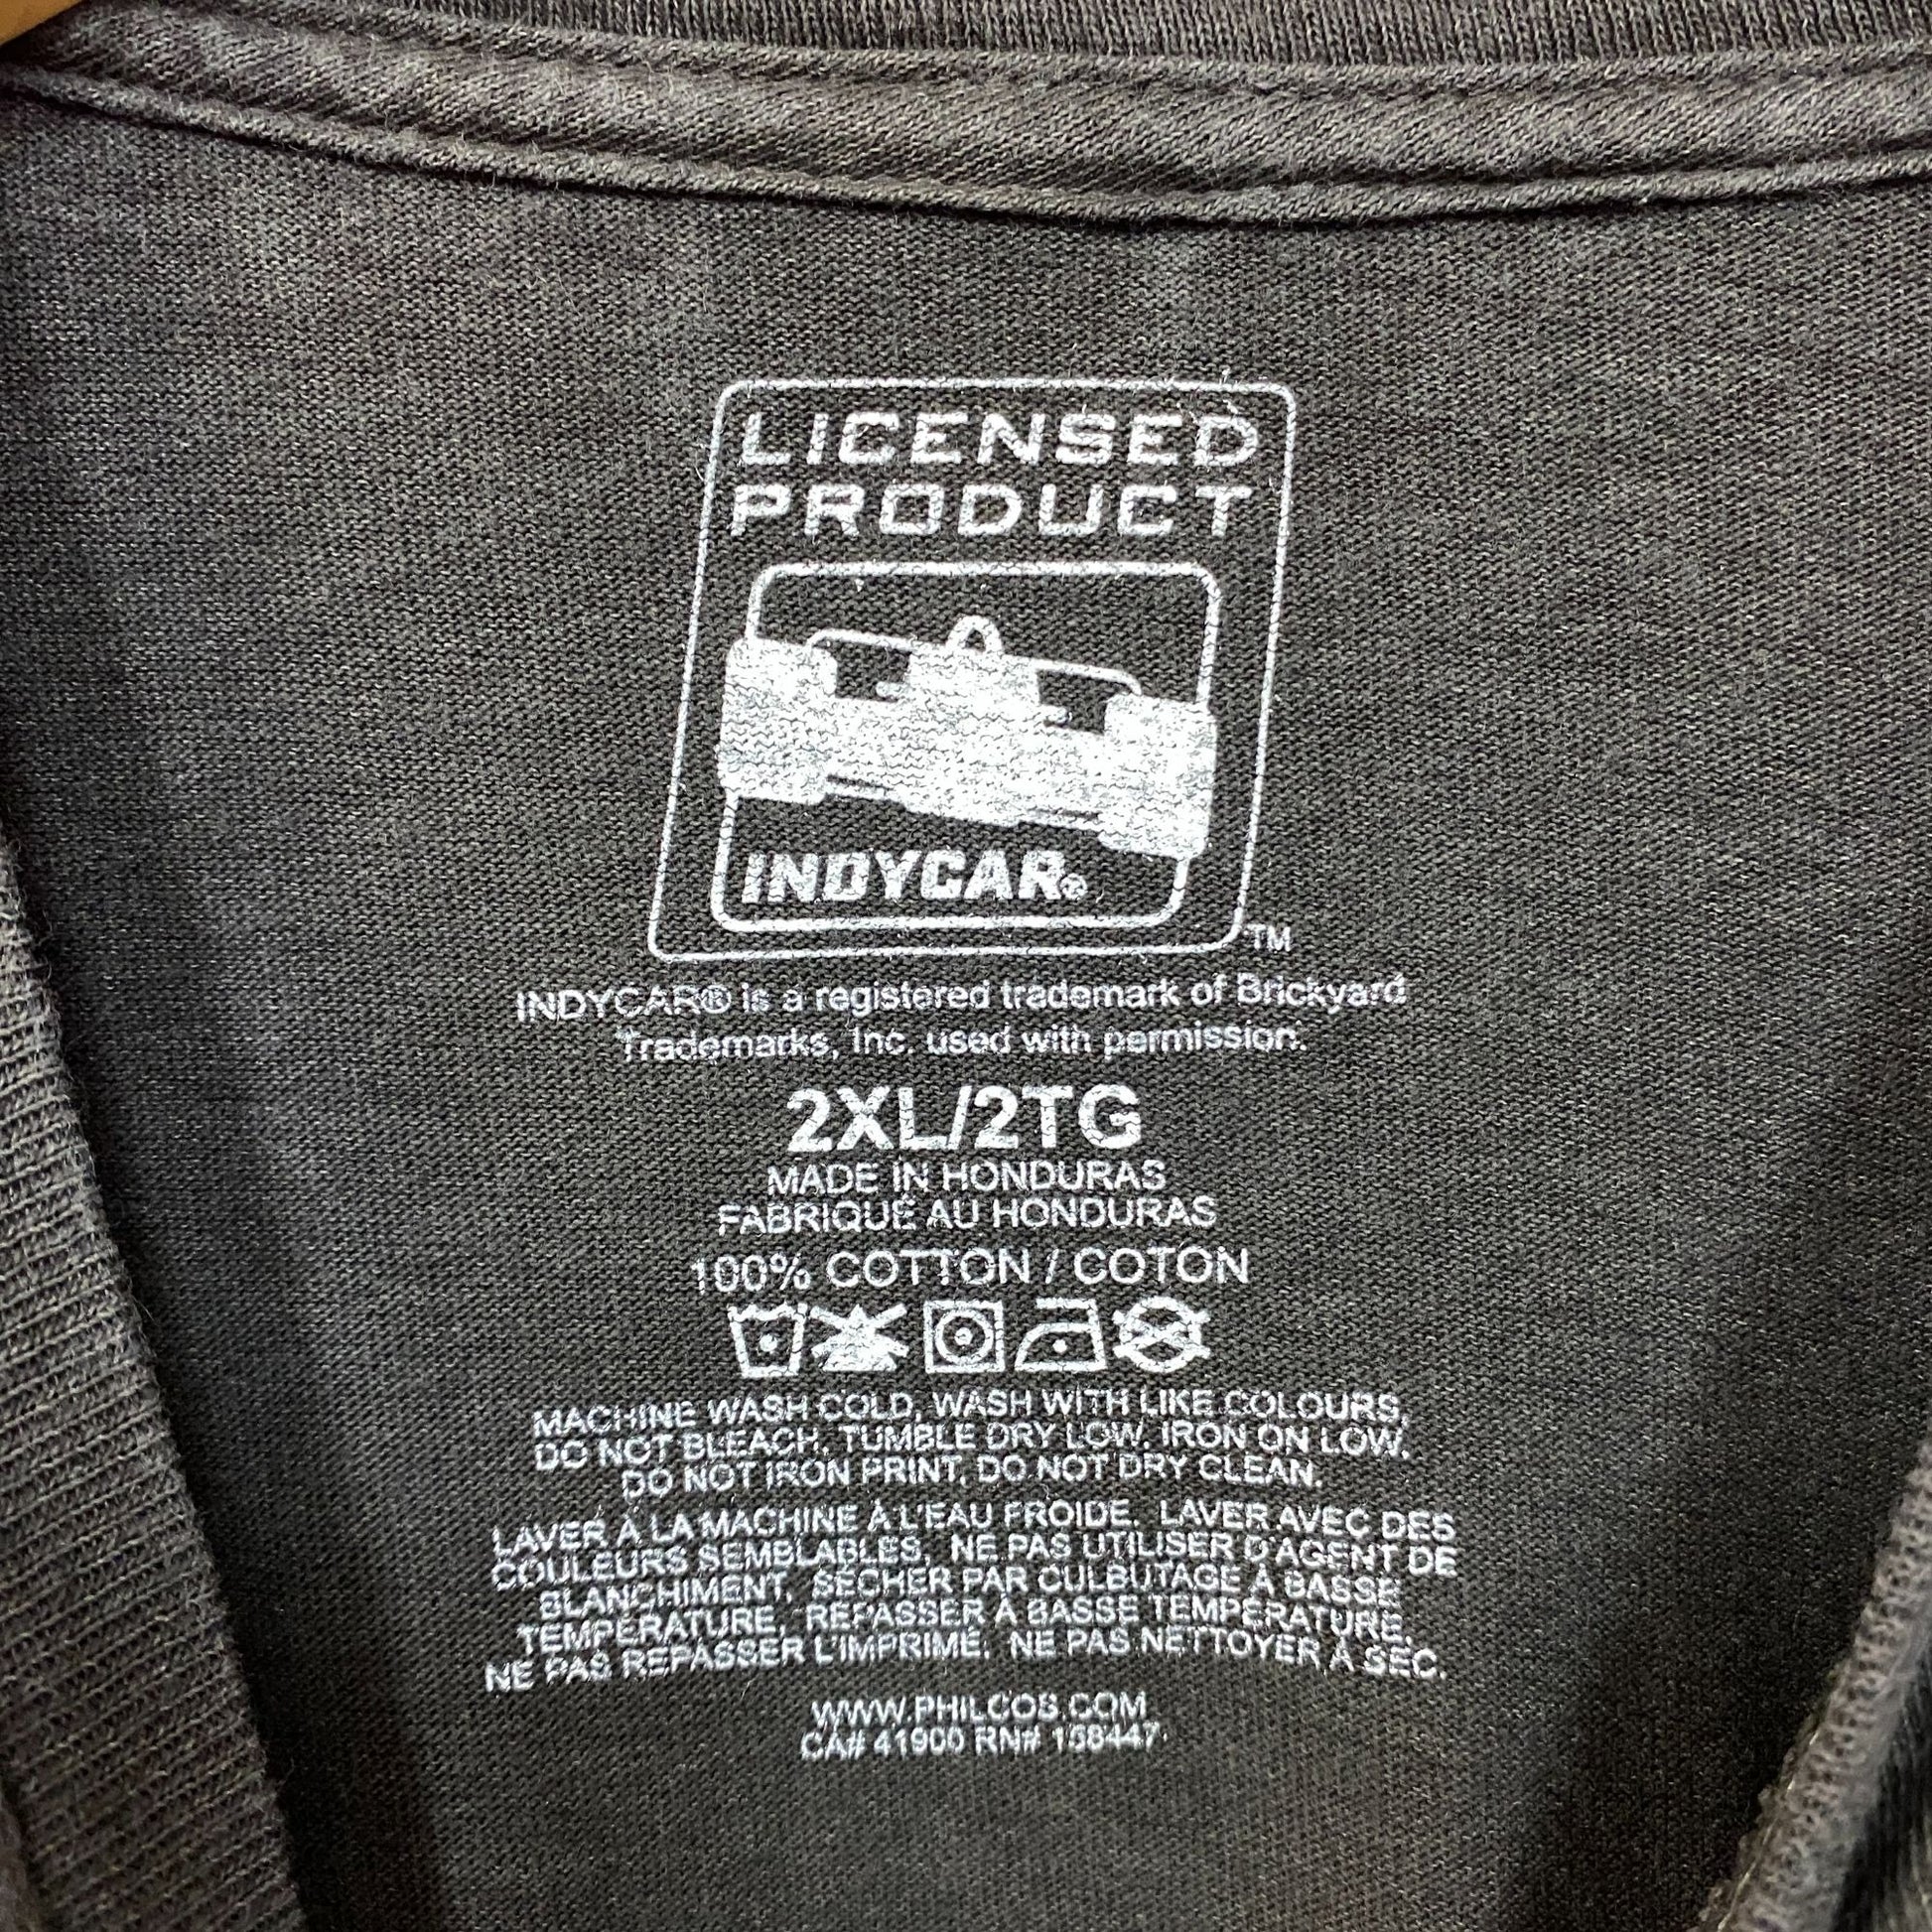 LICENSED
PRODUCT
INDYCAR®
TM
INDYCAR® is a registered trademark of Brickyard
Trademarks, Inc. used with permission.
2XL/2TG
MADE IN HONDURAS
FABRIQUÉ AU HONDURAS
100% COTTON / COTON
MACHINE WASH COLD, WASH WITH LIKE COLOURS,
DO NOT BLEACH, TUMBLE DRY LOW, IRON ON LOW,
DO NOT IRON PRINT, DO NOT DRY CLEAN.
LAVER À LA MACHINE À L'EAU FROIDE, LAVER AVEC DES
COULEURS SEMBLABLES, NE PAS UTILISER D'AGENT DE
BLANCHIMENT, SÉCHER PAR CULBUTAGE À BASSE
TEMPÉRATURE, REPASSER À BASSE TEMPÉRATURE,
NE PAS REPASSER L'IMPRIMÉ, NE PAS NETTOYER À SEC.
WWW.PHILCOS.COM
CA# 41900 RN# 158447